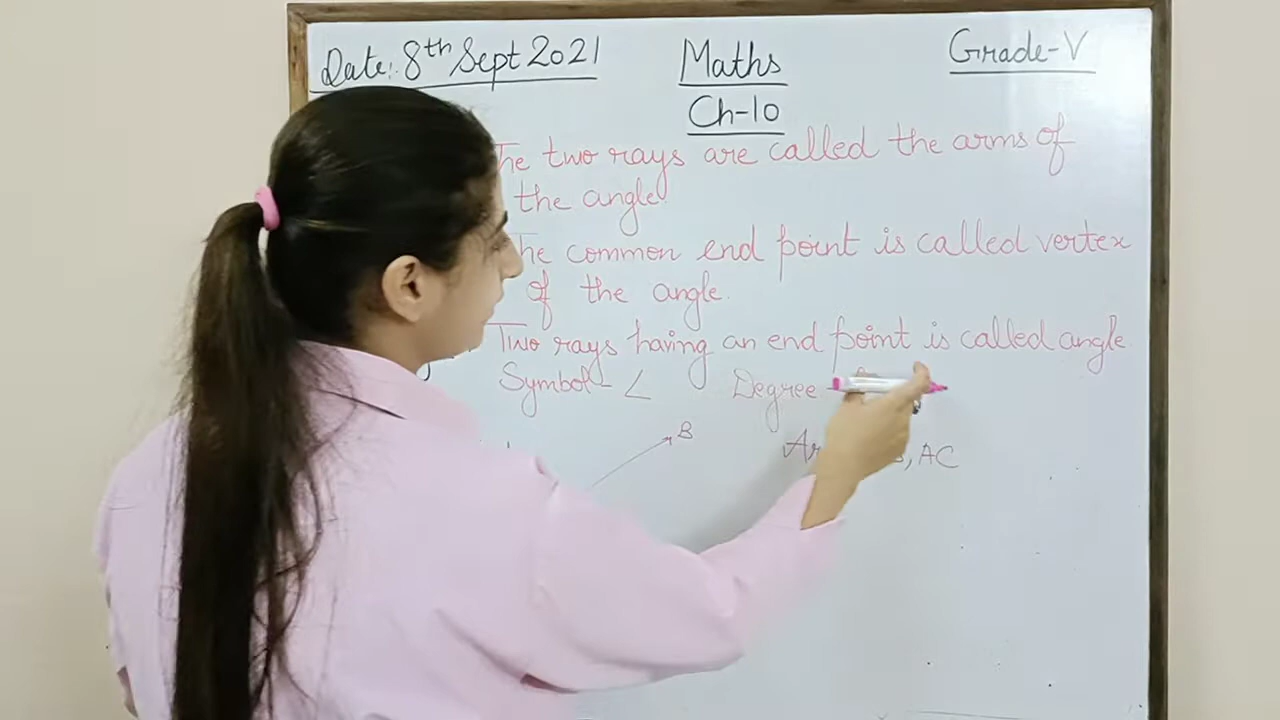 Date:- 8th Sept 2021
Maths
Grade-V
Ch-10
The two rays are called the arms of
the angle
The common end point is called vertex
of the angle.
Two rays having an end point is called angle
Symbol- ∠ Degree
B
, AC